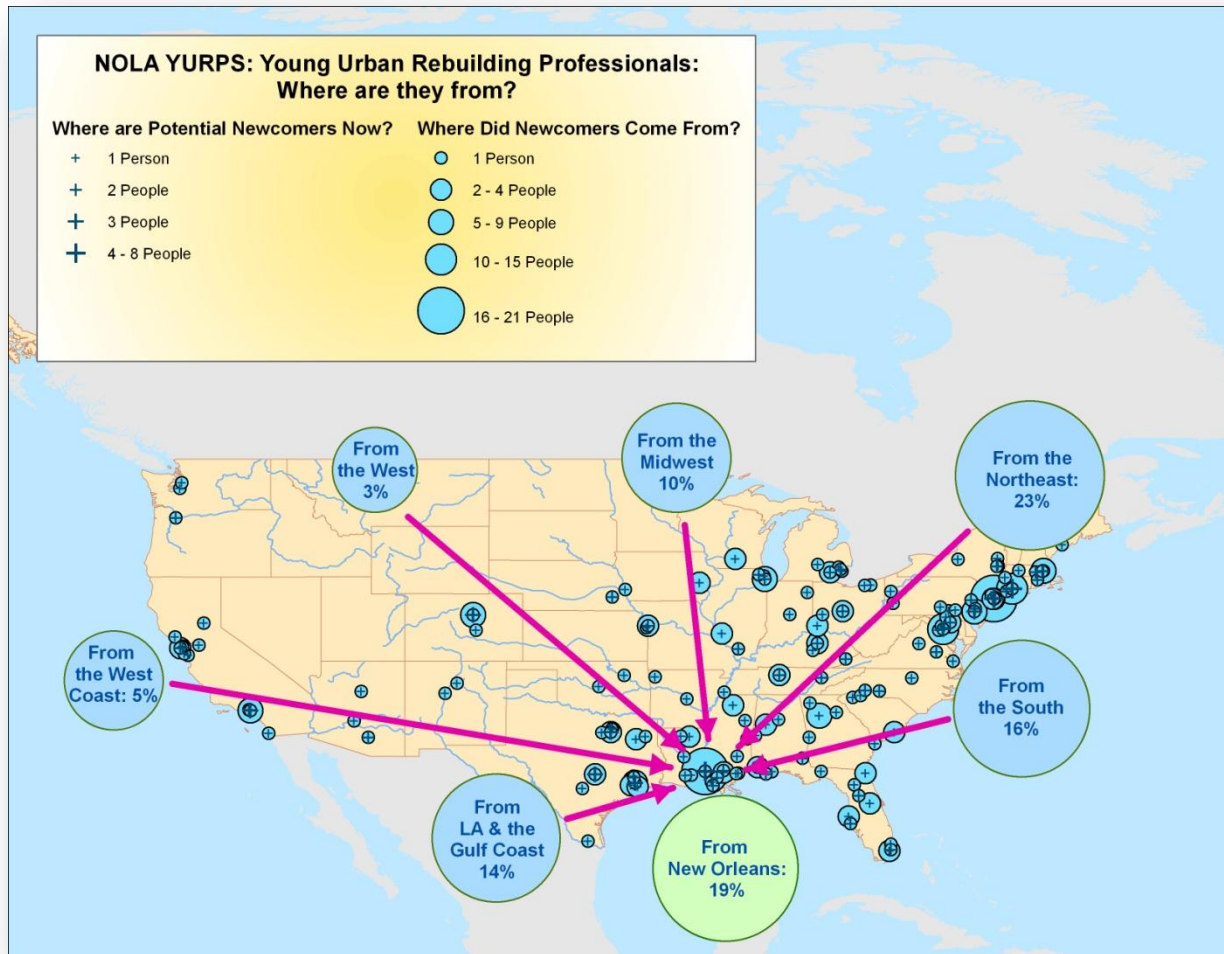 NOLA YURPS: Young Urban Rebuilding Professionals:
Where are they from?
Where are Potential Newcomers Now?
1 Person
2 People
3 People
4 - 8 People
Where Did Newcomers Come From?
1 Person
2 - 4 People
5 - 9 People
10 - 15 People
16 - 21 People
From
the West
3%
From the
Midwest
10%
From the
Northeast:
23%
From
the West
Coast: 5%
From
the South
16%
From
LA & the
Gulf Coast
14%
From
New Orleans:
19%